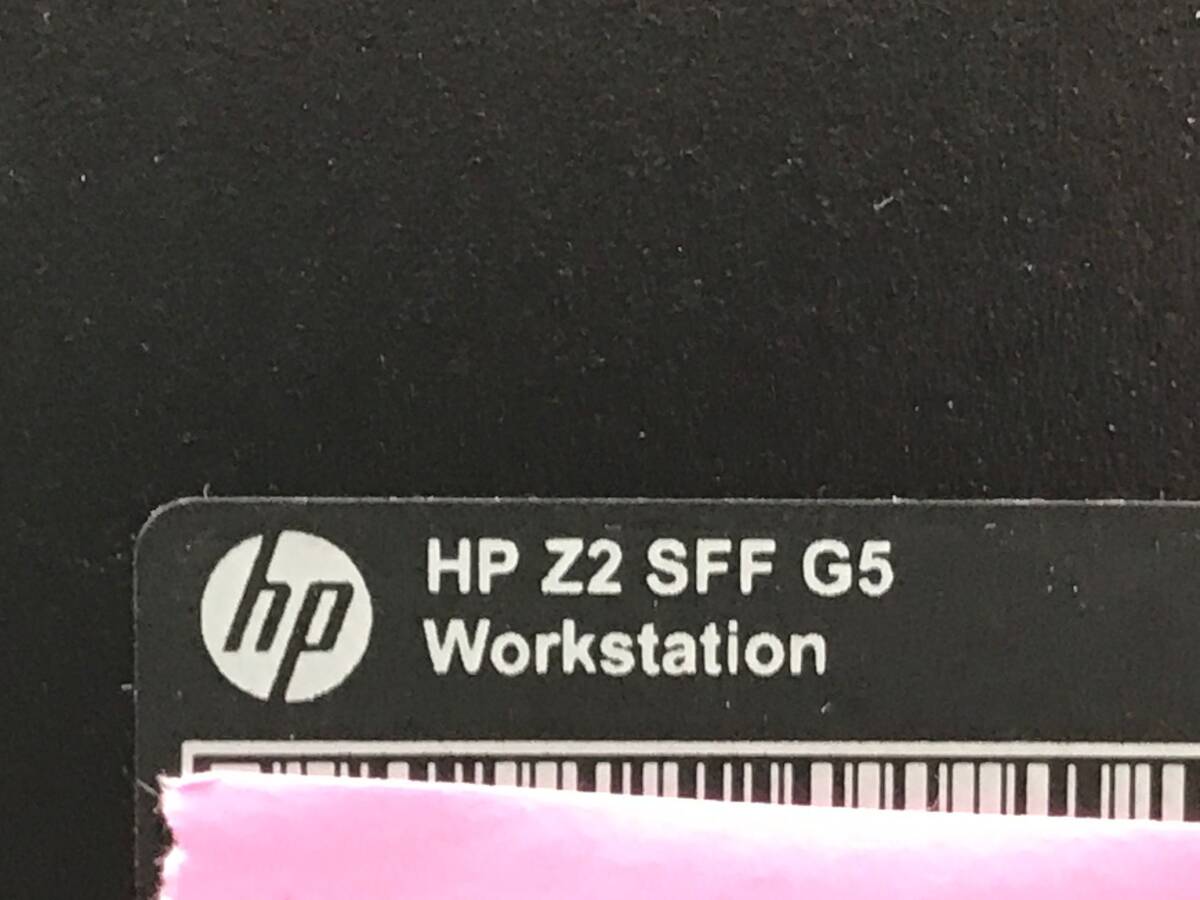 hp
HP Z2 SFF G5
Workstation